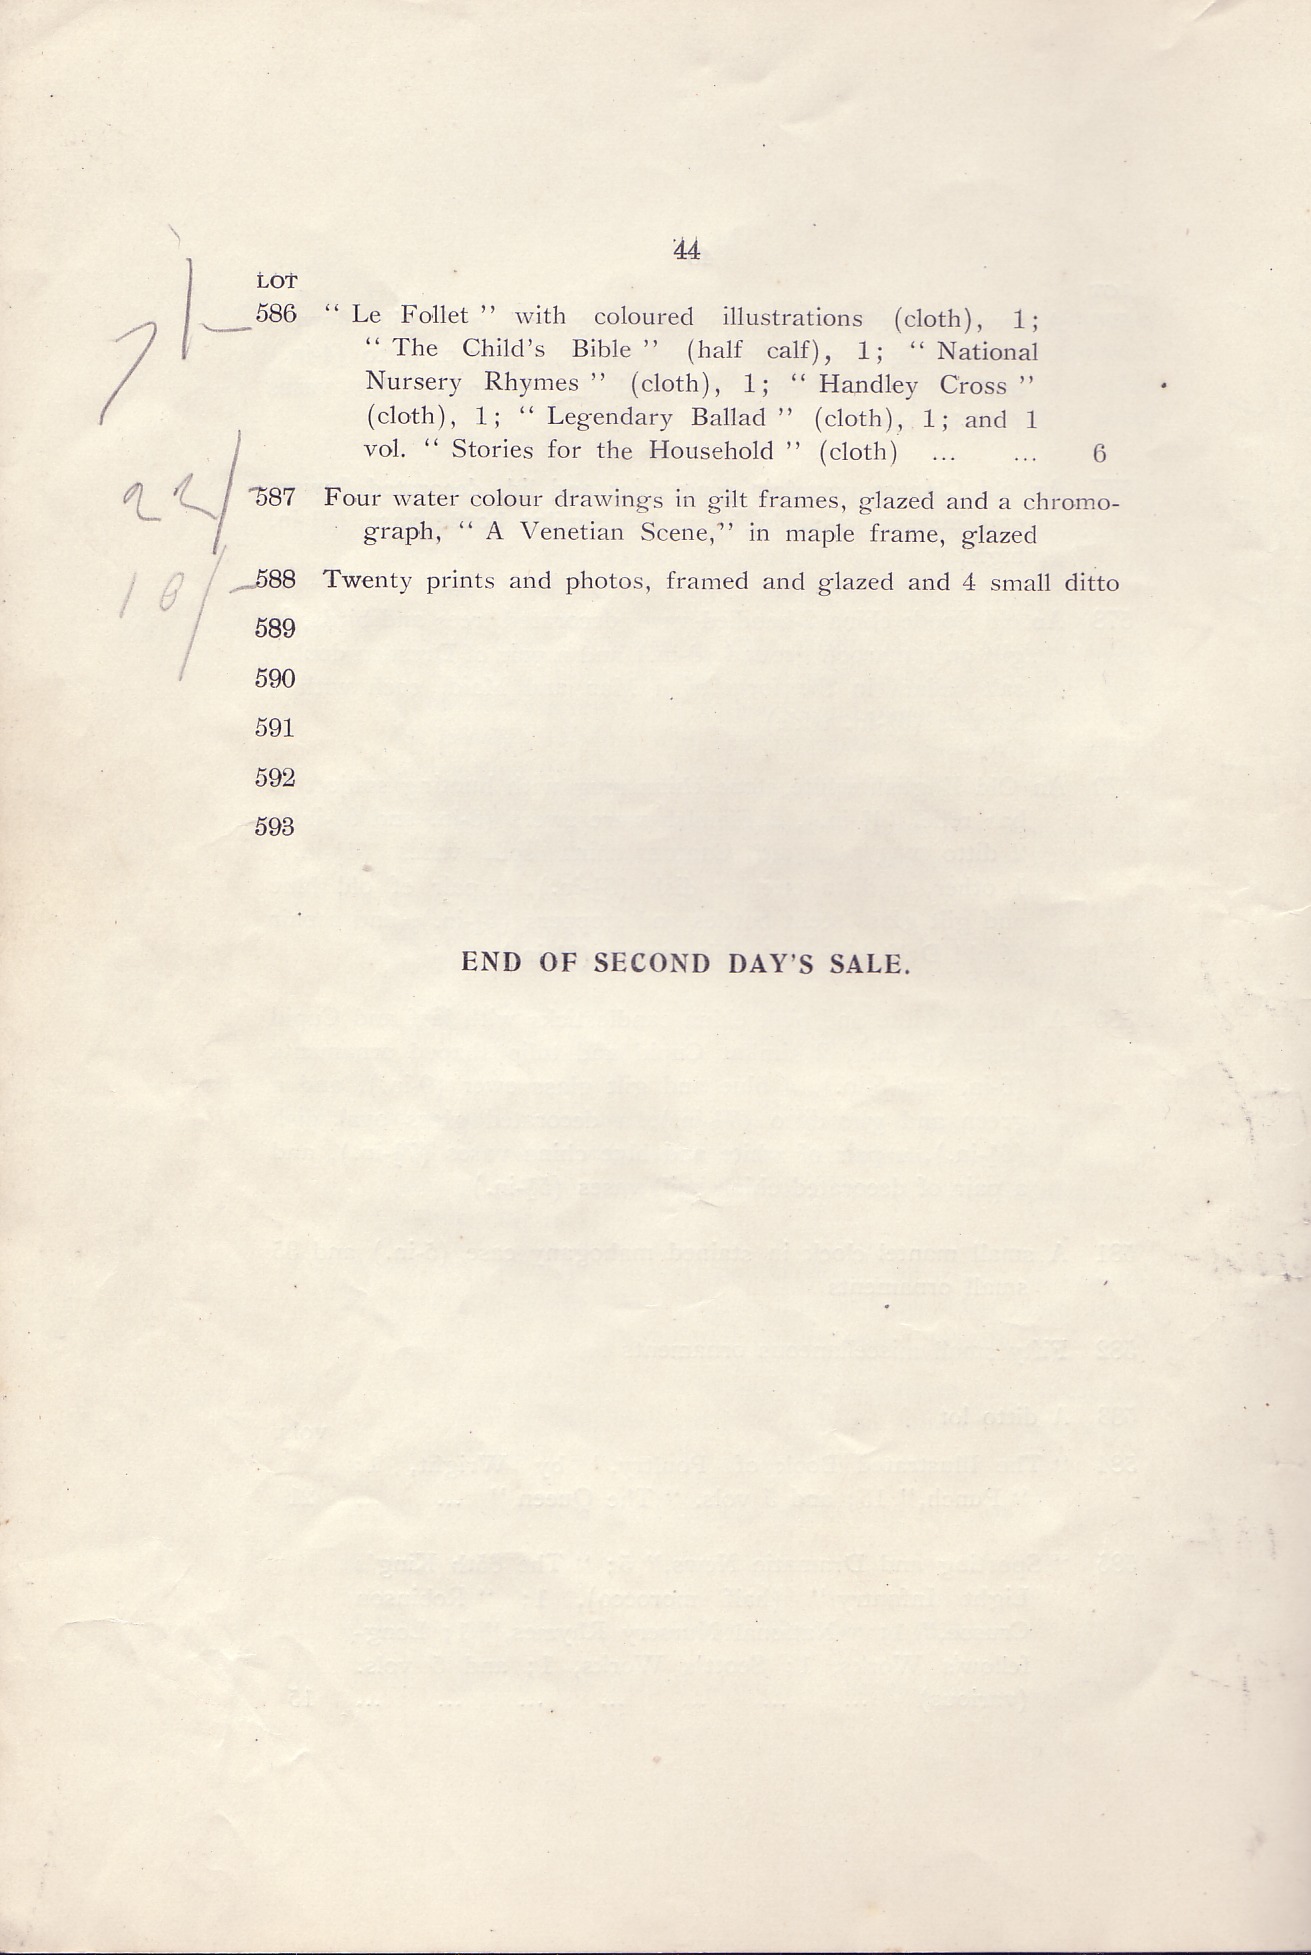 44
LOT
7/-
586 “ Le Follet ” with coloured illustrations (cloth), 1;
“ The Child’s Bible ” (half calf), 1; “ National
Nursery Rhymes ” (cloth), 1; “ Handley Cross ”
(cloth), 1; “ Legendary Ballad ” (cloth), 1; and 1
vol. “ Stories for the Household ” (cloth) ... ... 6
22/-
587 Four water colour drawings in gilt frames, glazed and a chromo-
graph, “ A Venetian Scene,” in maple frame, glazed
18/-
588 Twenty prints and photos, framed and glazed and 4 small ditto
589
590
591
592
593
END OF SECOND DAY’S SALE.